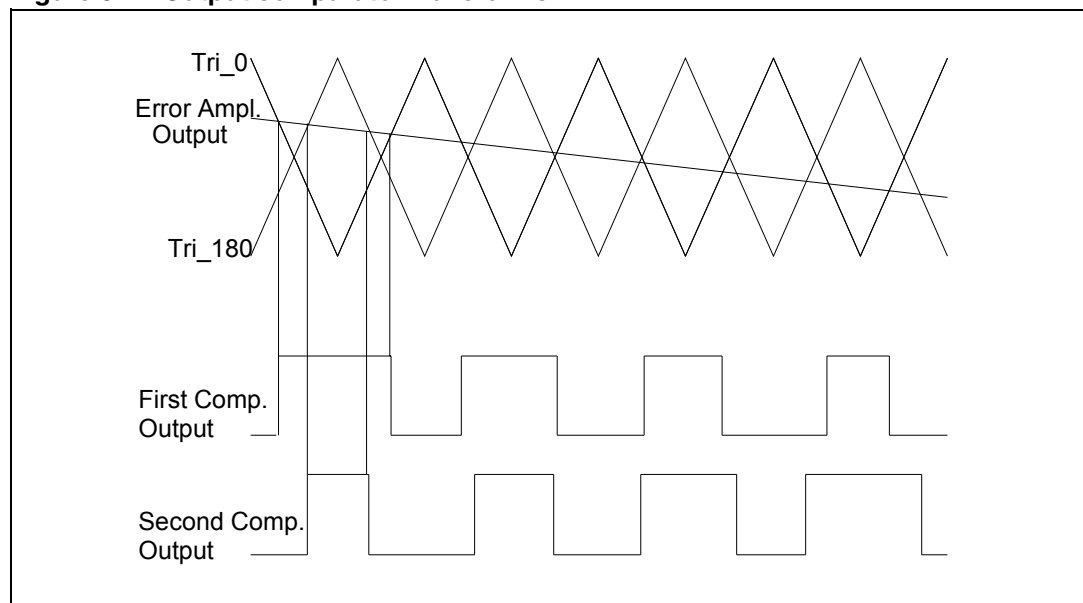 Tri_0
Error Ampl.
Output
Tri_180
First Comp.
Output
Second Comp.
Output